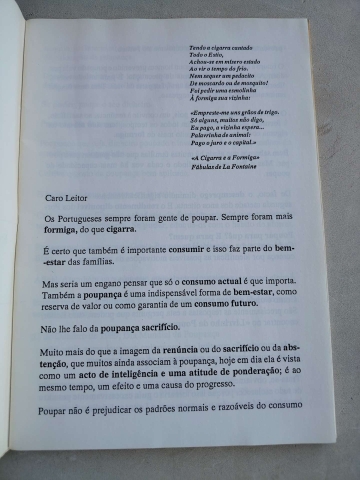 Tendo a cigarra cantado
Todo o Estio,
Achou-se em mísero estado
Ao vir o tempo do frio.
Nem sequer um pedacito
De moscardo ou de mosquito!
Foi pedir uma esmolinha
À formiga sua vizinha:
«Empreste-me uns grãos de trigo.
Só alguns, muitos não digo,
Eu pago, a vizinha espera...
Palavrinha de animal:
Pago o juro e o capital.»
«A Cigarra e a Formiga»
Fábulas de La Fontaine
Caro Leitor
Os Portugueses sempre foram gente de poupar. Sempre foram mais
formiga, do que cigarra.
É certo que também é importante consumir e isso faz parte do bem-
-estar das famílias.
Mas seria um engano pensar que só o consumo actual é que importa.
Também a poupança é uma indispensável forma de bem-estar, como
reserva de valor ou como garantia de um consumo futuro.
Não lhe falo da poupança sacrifício.
Muito mais do que a imagem da renúncia ou do sacrifício ou da abs-
tenção, que muitos ainda associam à poupança, hoje em dia ela é vista
como um acto de inteligência e uma atitude de ponderação; é ao
mesmo tempo, um efeito e uma causa do progresso.
Poupar não é prejudicar os padrões normais e razoáveis do consumo